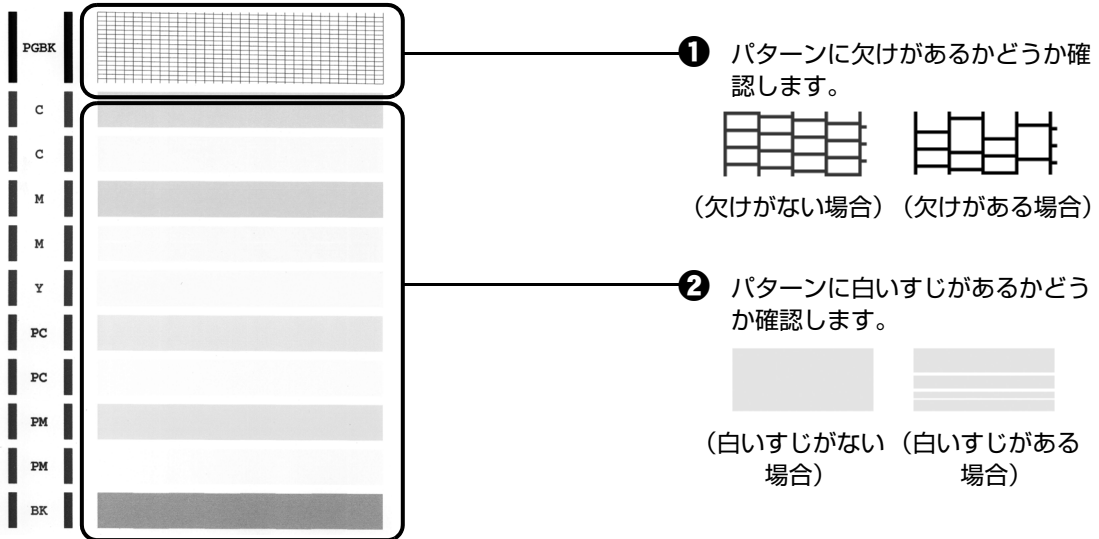 PGBK
C
C
M
M
Y
PC
PC
PM
PM
BK
❶ パターンに欠けがあるかどうか確
認します。
（欠けがない場合）（欠けがある場合）
❷ パターンに白いすじがあるかどう
か確認します。
（白いすじがない （白いすじがある
場合） 場合）